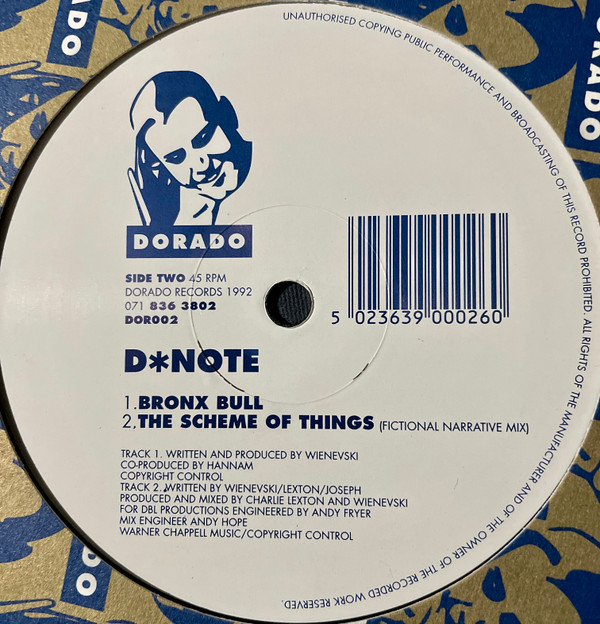 UNAUTHORISED COPYING PUBLIC PERFORMANCE AND BROADCASTING OF THIS RECORD PROHIBITED. ALL RIGHTS OF THE MANUFACTURER AND OF THE OWNER OF THE RECORDED WORK RESERVED.
DORADO
DORADO
DORADO
SIDE TWO 45 RPM
DORADO RECORDS 1992
071 836 3802
DOR002
5 023639 000260
D*NOTE
1.BRONX BULL
2,THE SCHEME OF THINGS (FICTIONAL NARRATIVE MIX)
TRACK 1. WRITTEN AND PRODUCED BY WIENEVSKI
CO-PRODUCED BY HANNAM
COPYRIGHT CONTROL
TRACK 2. WRITTEN BY WIENEVSKI/LEXTON/JOSEPH
PRODUCED AND MIXED BY CHARLIE LEXTON AND WIENEVSKI
FOR DBL PRODUCTIONS ENGINEERED BY ANDY FRYER
MIX ENGINEER ANDY HOPE
WARNER CHAPPELL MUSIC/COPYRIGHT CONTROL
DORADO